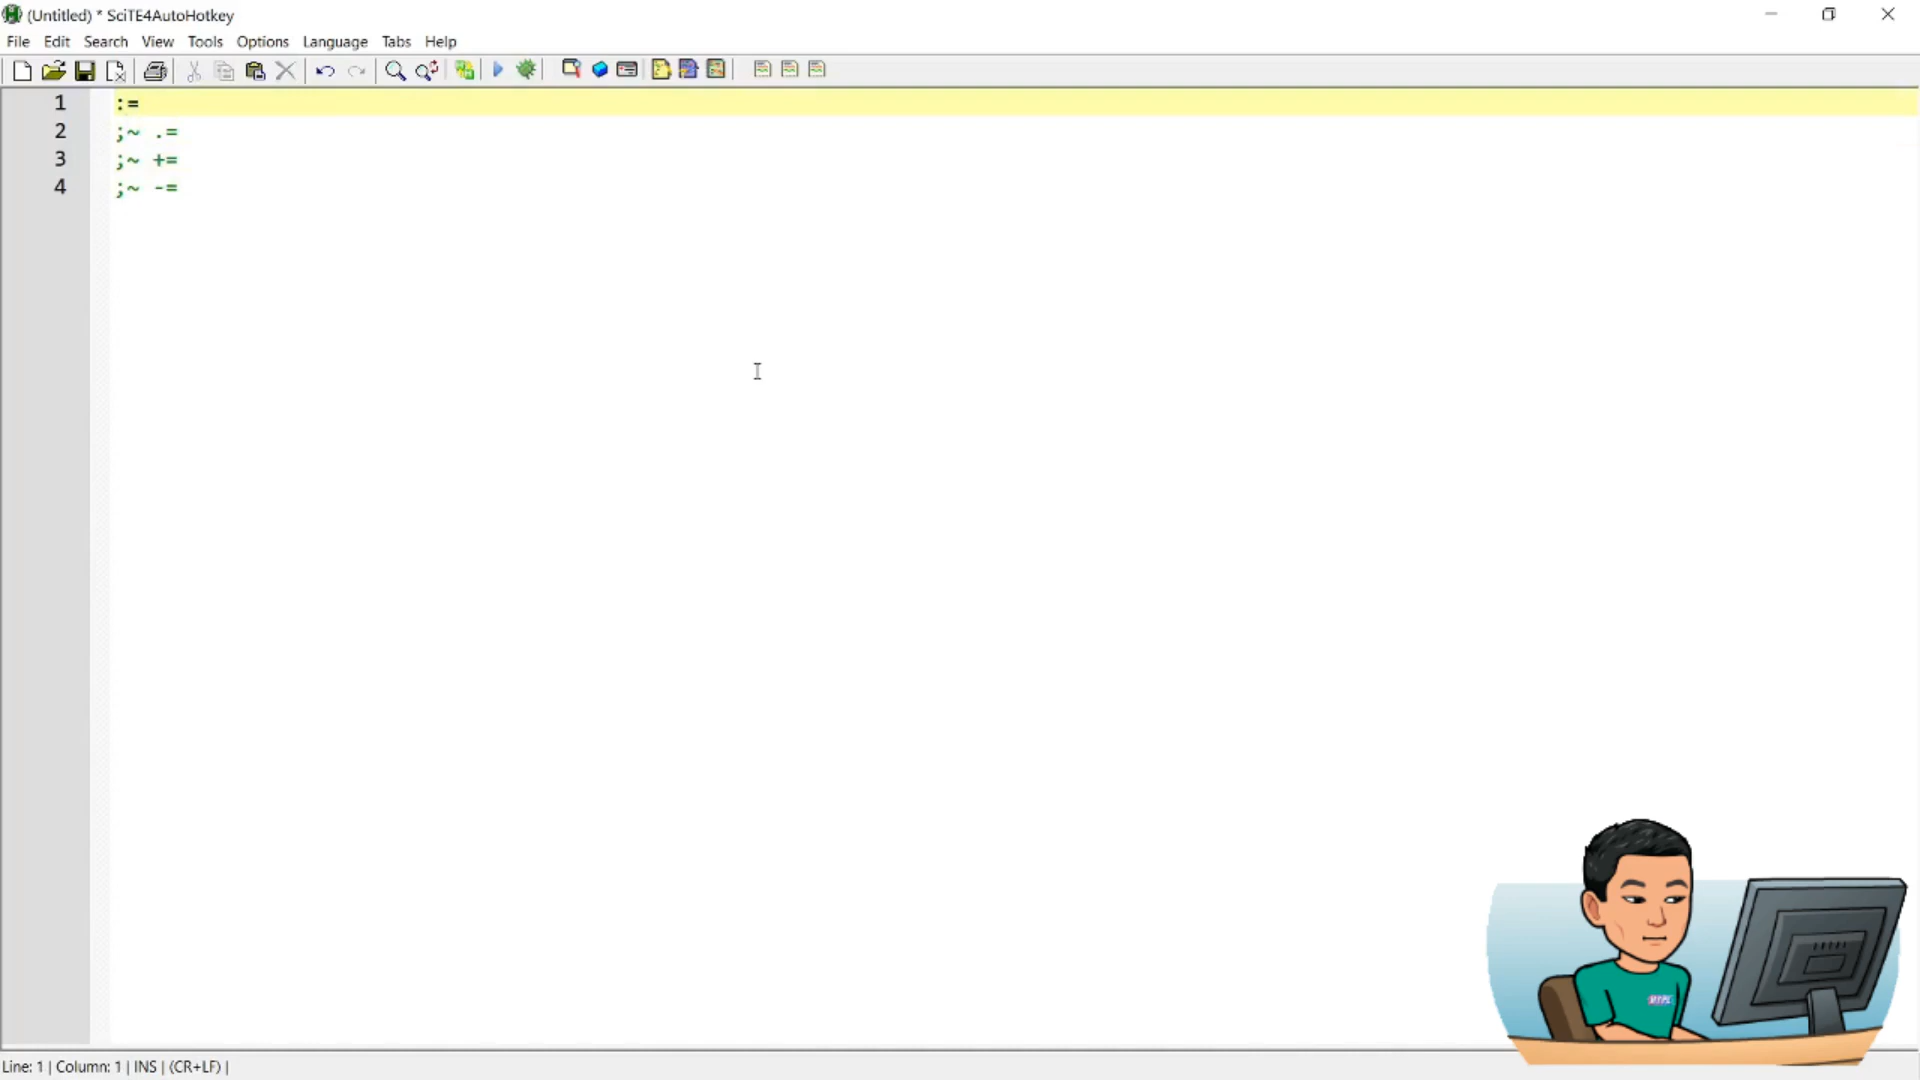 (Untitled) * SciTE4AutoHotkey
File Edit Search View Tools Options Language Tabs Help
1 :=
2 ;~ .=
3 ;~ +=
4 ;~ -=
Line: 1 | Column: 1 | INS | (CR+LF) |